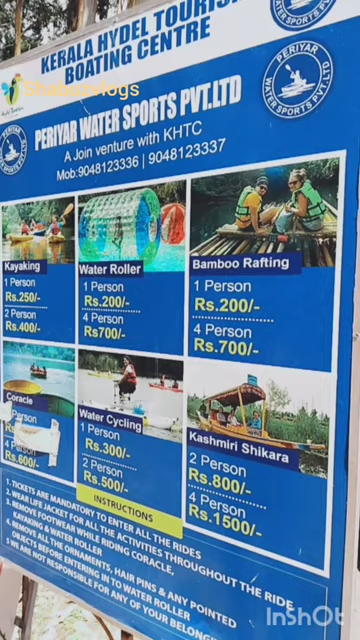 KERALA HYDEL TOURISM
BOATING CENTRE
Shabazvlogs
PERIYAR WATER SPORTS PVT.LTD
A Join venture with KHTC
Mob:9048123336 | 9048123337
PERIYAR
WATER SPORTS PVT.LTD
Kayaking
1 Person
Rs.250/-
2 Person
Rs.400/-
Water Roller
1 Person
Rs.200/-
4 Person
Rs700/-
Bamboo Rafting
1 Person
Rs.200/-
4 Person
Rs.700/-
Coracle
Person
4
Rs.600/-
Water Cycling
1 Person
Rs.300/-
2 Person
Rs.500/-
Kashmiri Shikara
2 Person
Rs.800/-
4 Person
Rs.1500/-
INSTRUCTIONS
1. TICKETS ARE MANDATORY TO ENTER ALL THE RIDES
2. WEAR LIFE JACKET FOR ALL THE ACTIVITIES THROUGHOUT THE RIDE
3. REMOVE FOOTWEAR WHILE RIDING CORACLE,
KAYAKING & WATER ROLLER
4. REMOVE ALL THE ORNAMENTS, HAIR PINS & ANY POINTED
OBJECTS BEFORE ENTERING IN TO WATER ROLLER
5 WE ARE NOT RESPONSIBLE FOR ANY OF YOUR BELONG
InShot